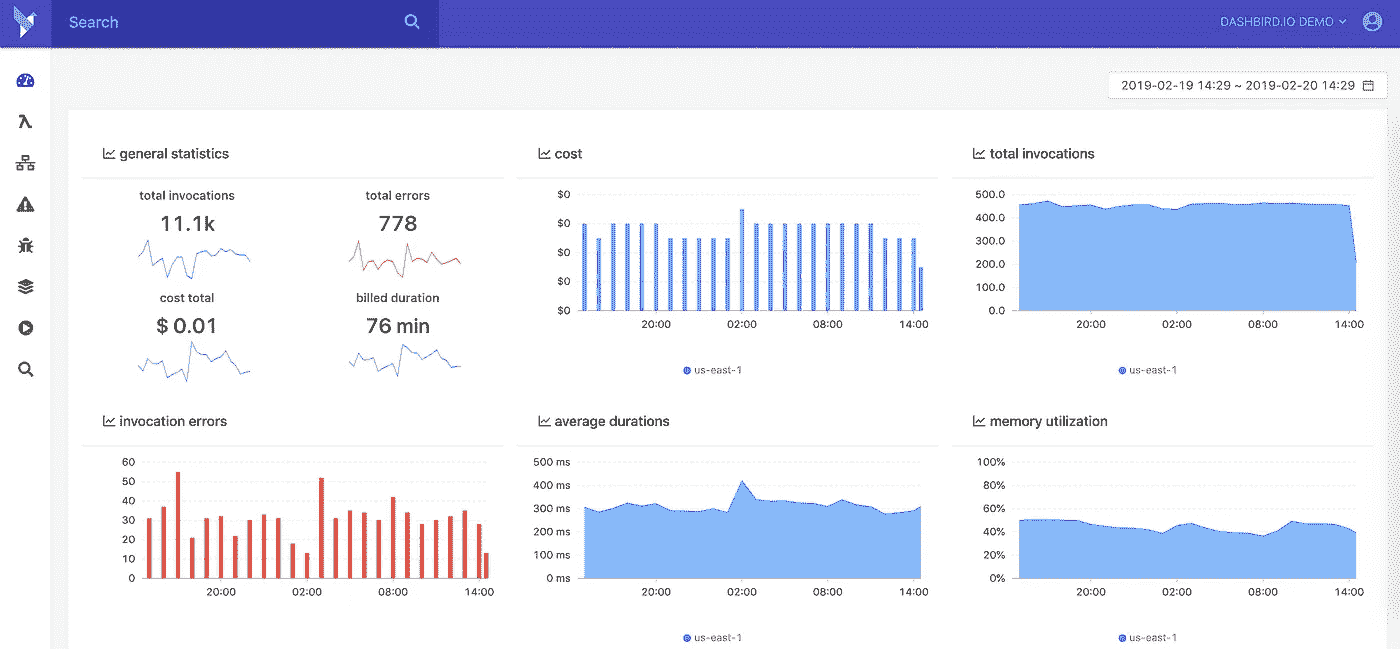 Search
DASHBIRD.IO DEMO
2019-02-19 14:29 ~ 2019-02-20 14:29
general statistics
total invocations
11.1k
total errors
778
cost total
$ 0.01
billed duration
76 min
cost
$0
$0
$0
$0
$0
20:00 02:00 08:00 14:00
us-east-1
total invocations
500.0
400.0
300.0
200.0
100.0
0.0
20:00 02:00 08:00 14:00
us-east-1
invocation errors
60
50
40
30
20
10
0
20:00 02:00 08:00 14:00
average durations
500 ms
400 ms
300 ms
200 ms
100 ms
0 ms
20:00 02:00 08:00 14:00
us-east-1
memory utilization
100%
80%
60%
40%
20%
0%
20:00 02:00 08:00 14:00
us-east-1